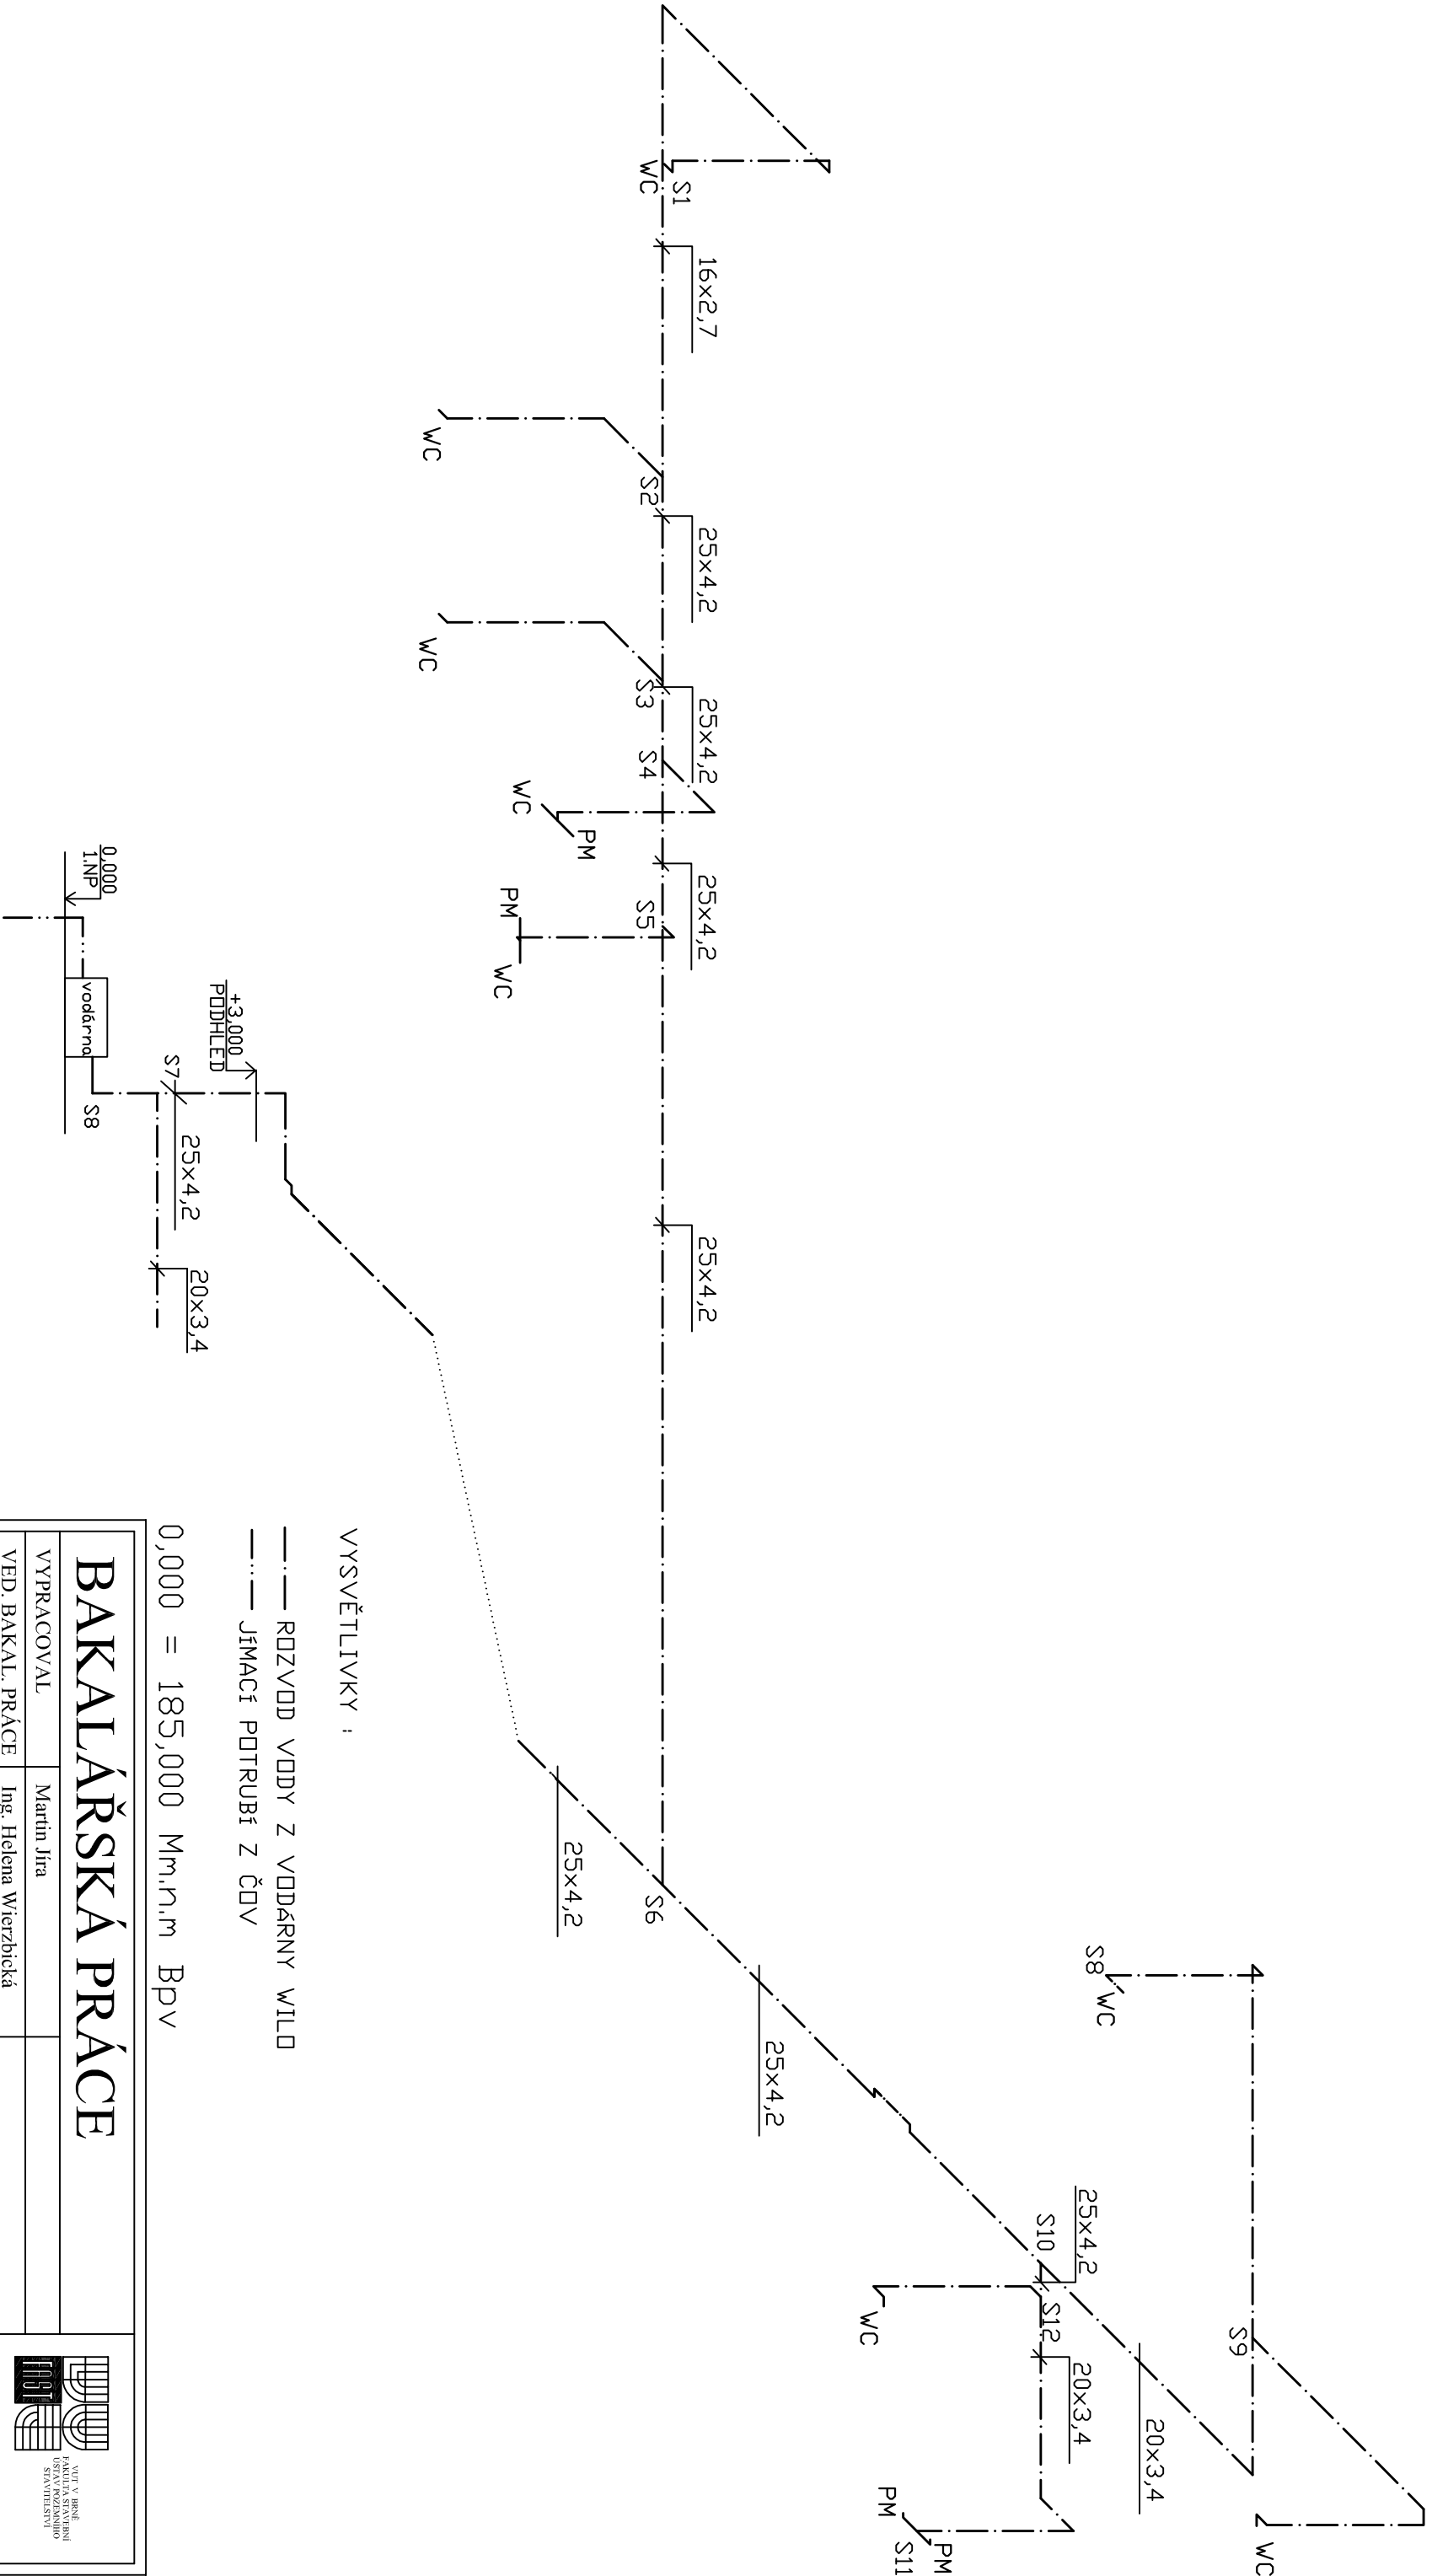 S1
WC
16x2,7
WC
S2
25x4,2
WC
S3
25x4,2
S4
WC
PM
25x4,2
S5
PM
WC
25x4,2
S6
25x4,2
25x4,2
S8
WC
S9
WC
25x4,2
S10
S12
WC
20x3,4
20x3,4
PM
PM
S11
0,000
1.NP
vodárna
S8
+3,000
PODHLED
S7
25x4,2
20x3,4
VYSVĚTLIVKY :
ROZVOD VODY Z VODÁRNY WILO
JÍMACÍ POTRUBÍ Z ČOV
0,000 = 185,000 Mm.n.m Bpv
BAKALÁŘSKÁ PRÁCE
VYPRACOVAL Martin Jíra
VED. BAKAL. PRÁCE Ing. Helena Wierzbická
FAST
VUT V BRNĚ
FAKULTA STAVEBNÍ
ÚSTAV POZEMNÍHO
STAVITELSTVÍ